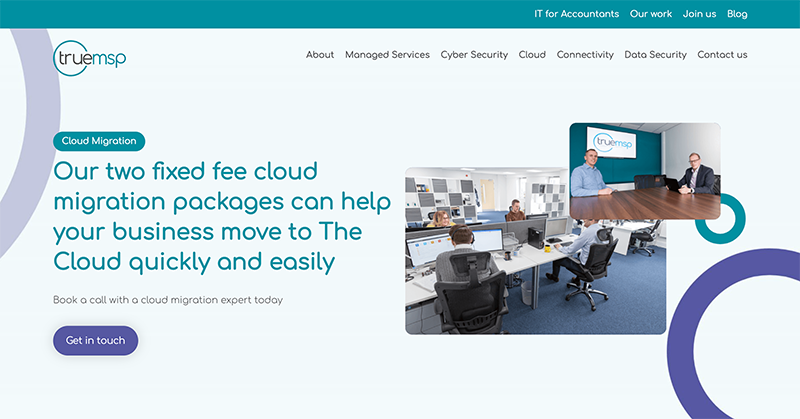 IT for Accountants Our work Join us Blog
truemsp
About Managed Services Cyber Security Cloud Connectivity Data Security Contact us
Cloud Migration
Our two fixed fee cloud
migration packages can help
your business move to The
Cloud quickly and easily
Book a call with a cloud migration expert today
Get in touch
truemsp